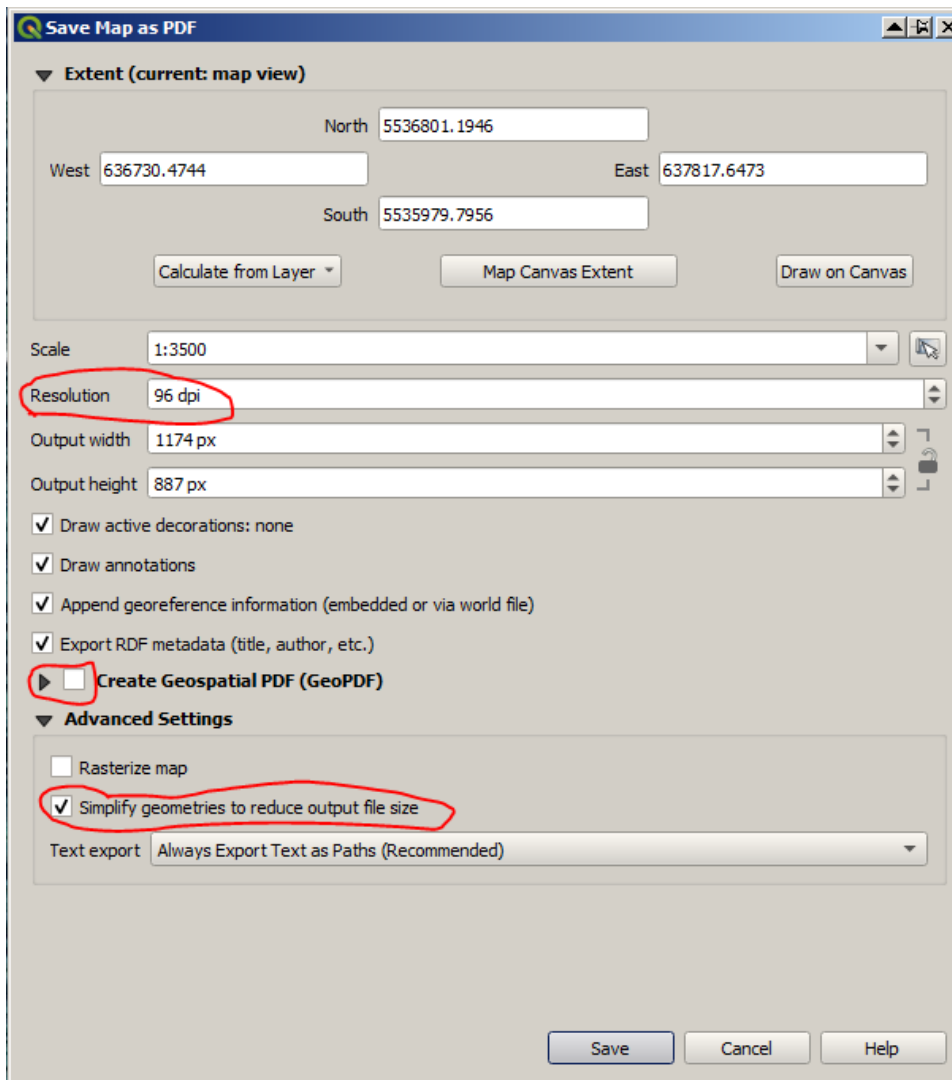 Save Map as PDF
Extent (current: map view)
North 5536801.1946
West 636730.4744 East 637817.6473
South 5535979.7956
Calculate from Layer Map Canvas Extent Draw on Canvas
Scale 1:3500
Resolution 96 dpi
Output width 1174 px
Output height 887 px
Draw active decorations: none
Draw annotations
Append georeference information (embedded or via world file)
Export RDF metadata (title, author, etc.)
Create Geospatial PDF (GeoPDF)
Advanced Settings
Rasterize map
Simplify geometries to reduce output file size
Text export Always Export Text as Paths (Recommended)
Save Cancel Help